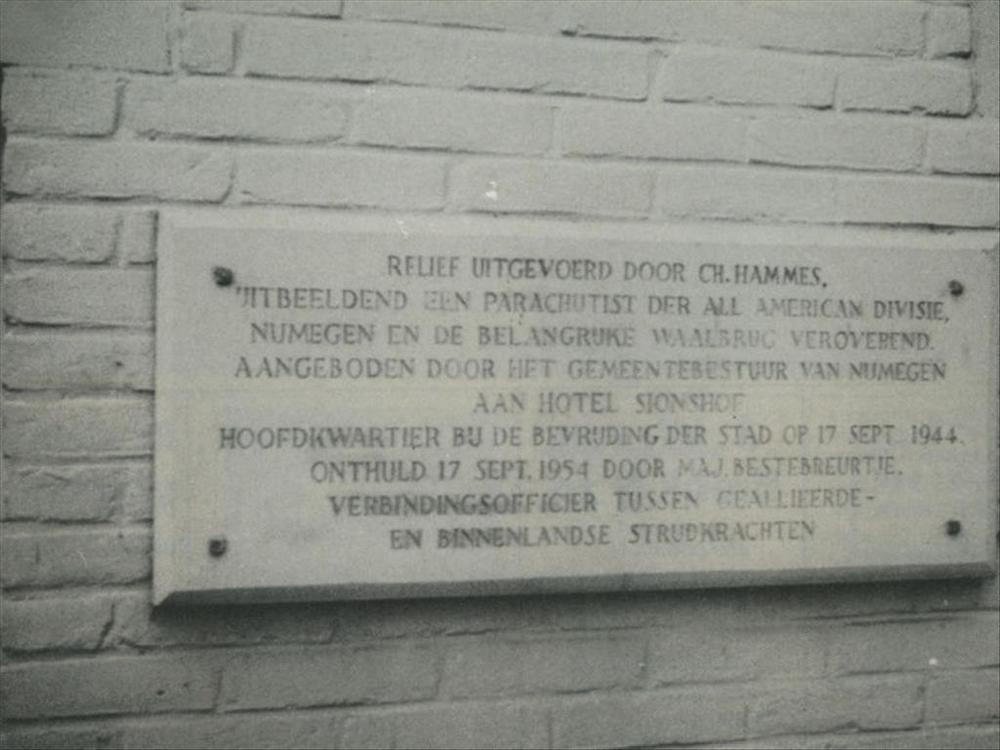 RELIEF UITGEVOERD DOOR CH. HAMMES,
UITBEELDEND EEN PARACHUTIST DER ALL AMERICAN DIVISIE,
NIJMEGEN EN DE BELANGRIJKE WAALBRUG VEROVEREND.
AANGEBODEN DOOR HET GEMEENTEBESTUUR VAN NIJMEGEN
AAN HOTEL SIONSHOF
HOOFDKWARTIER BIJ DE BEVRIJDING DER STAD OP 17 SEPT. 1944.
ONTHULD 17 SEPT. 1954 DOOR MAJ. BESTEBREURTJE.
VERBINDINGSOFFICIER TUSSEN GEALLIEERDE-
EN BINNENLANDSE STRIJDKRACHTEN